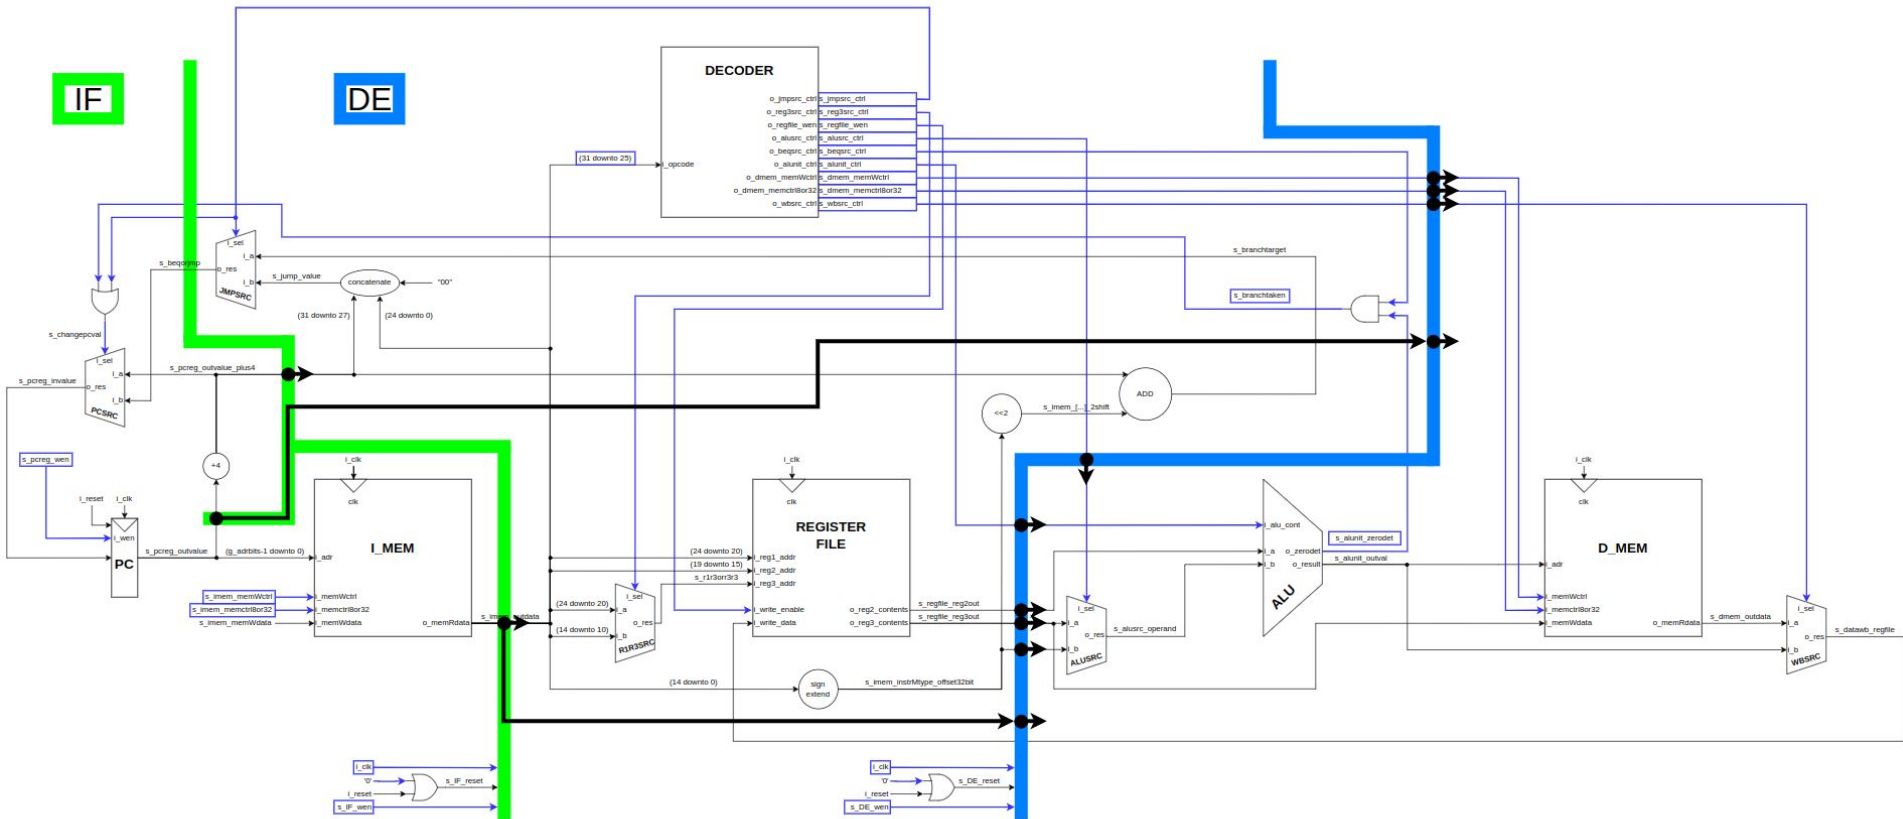 IF
DE
DECODER
o_jmpsrc_ctrl s_jmpsrc_ctrl
o_reg3src_ctrl s_reg3src_ctrl
o_regfile_wen s_regfile_wen
o_alusrc_ctrl s_alusrc_ctrl
o_beqsrc_ctrl s_beqsrc_ctrl
o_alunit_ctrl s_alunit_ctrl
o_dmem_memWctrl s_dmem_memWctrl
o_dmem_memctrl8or32 s_dmem_memctrl8or32
o_wbsrc_ctrl s_wbsrc_ctrl
(31 downto 25)
i_opcode
i_sel
i_a
o_res
i_b
JMPSRC
s_beqorjmp
s_jump_value
concatenate
"00"
(31 downto 27)
(24 downto 0)
s_branchtarget
s_branchtaken
s_changepcval
i_sel
i_a
o_res
i_b
PCSRC
s_pcreg_invalue
s_pcreg_outvalue_plus4
ADD
<<2
s_imem_[...]_2shift
s_pcreg_wen
+4
i_reset
i_clk
i_wen
PC
s_pcreg_outvalue
(g_adrbits-1 downto 0)
i_clk
clk
I_MEM
i_adr
i_memWctrl
i_memctrl8or32
i_memWdata
o_memRdata
s_imem_memWctrl
s_imem_memctrl8or32
s_imem_memWdata
s_imem_outdata
(24 downto 20)
(19 downto 15)
s_r1r3orr3r3
(24 downto 20)
(14 downto 10)
i_sel
i_a
o_res
i_b
R1R3SRC
i_clk
clk
REGISTER
FILE
i_reg1_addr
i_reg2_addr
i_reg3_addr
i_write_enable
i_write_data
o_reg2_contents
o_reg3_contents
s_regfile_reg2out
s_regfile_reg3out
(14 downto 0)
sign
extend
s_imem_instrMtype_offset32bit
i_sel
i_a
o_res
i_b
ALUSRC
s_alusrc_operand
i_alu_cont
i_a
i_b
o_zerodet
o_result
ALU
s_alunit_zerodet
s_alunit_outval
i_clk
clk
D_MEM
i_adr
i_memWctrl
i_memctrl8or32
i_memWdata
o_memRdata
s_dmem_outdata
i_sel
i_a
o_res
i_b
WBSRC
s_datawb_regfile
i_clk
'0'
i_reset
s_IF_reset
s_IF_wen
i_clk
'0'
i_reset
s_DE_reset
s_DE_wen